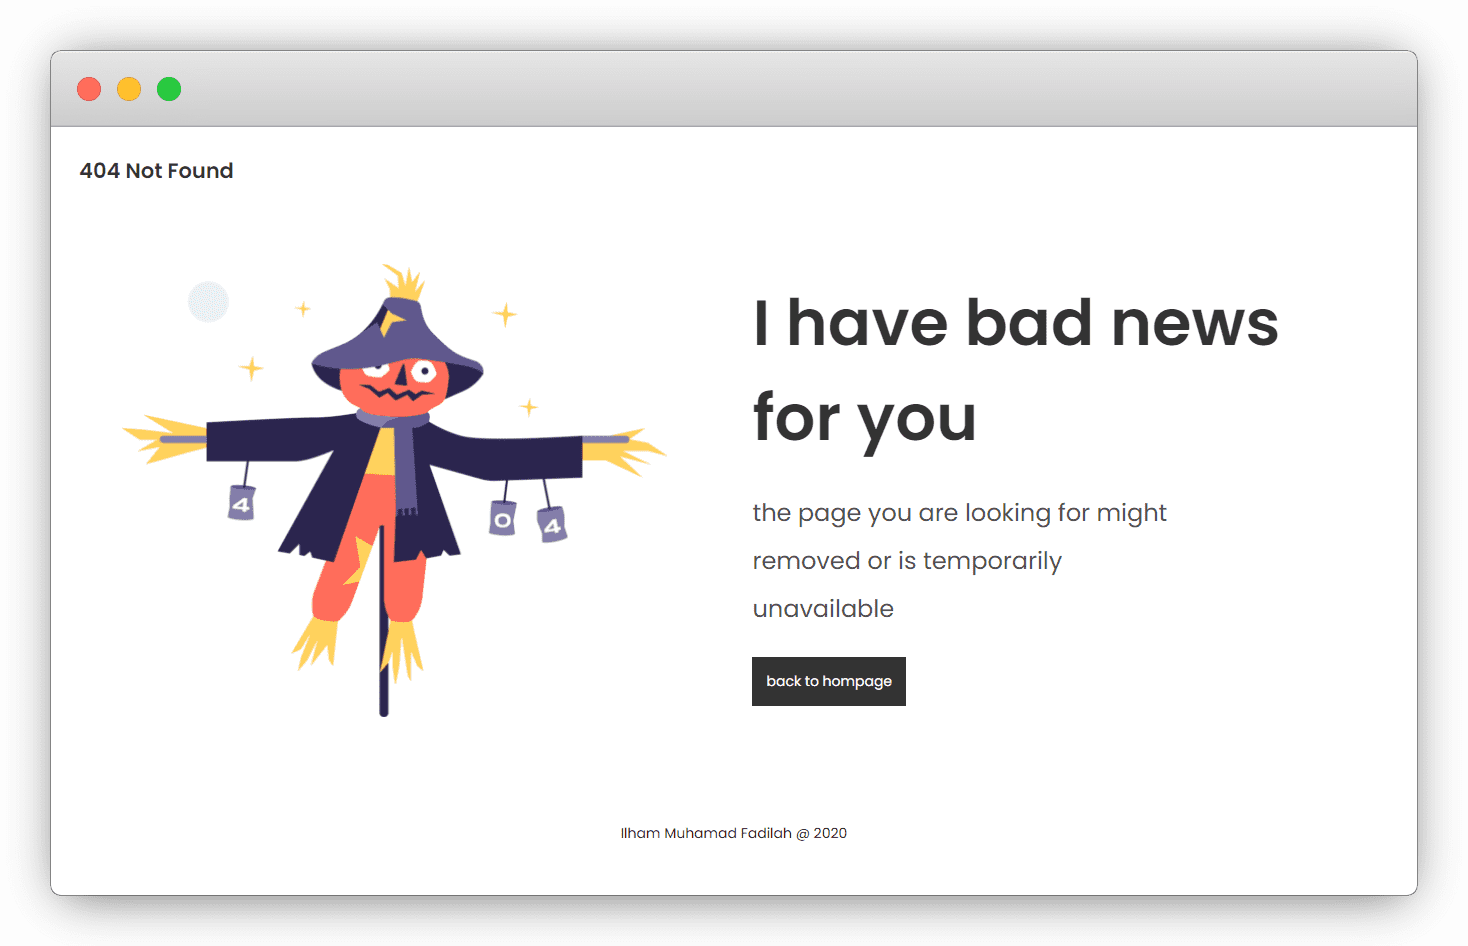 404 Not Found
4
0
4
I have bad news
for you
the page you are looking for might
removed or is temporarily
unavailable
back to hompage
Ilham Muhamad Fadilah @ 2020